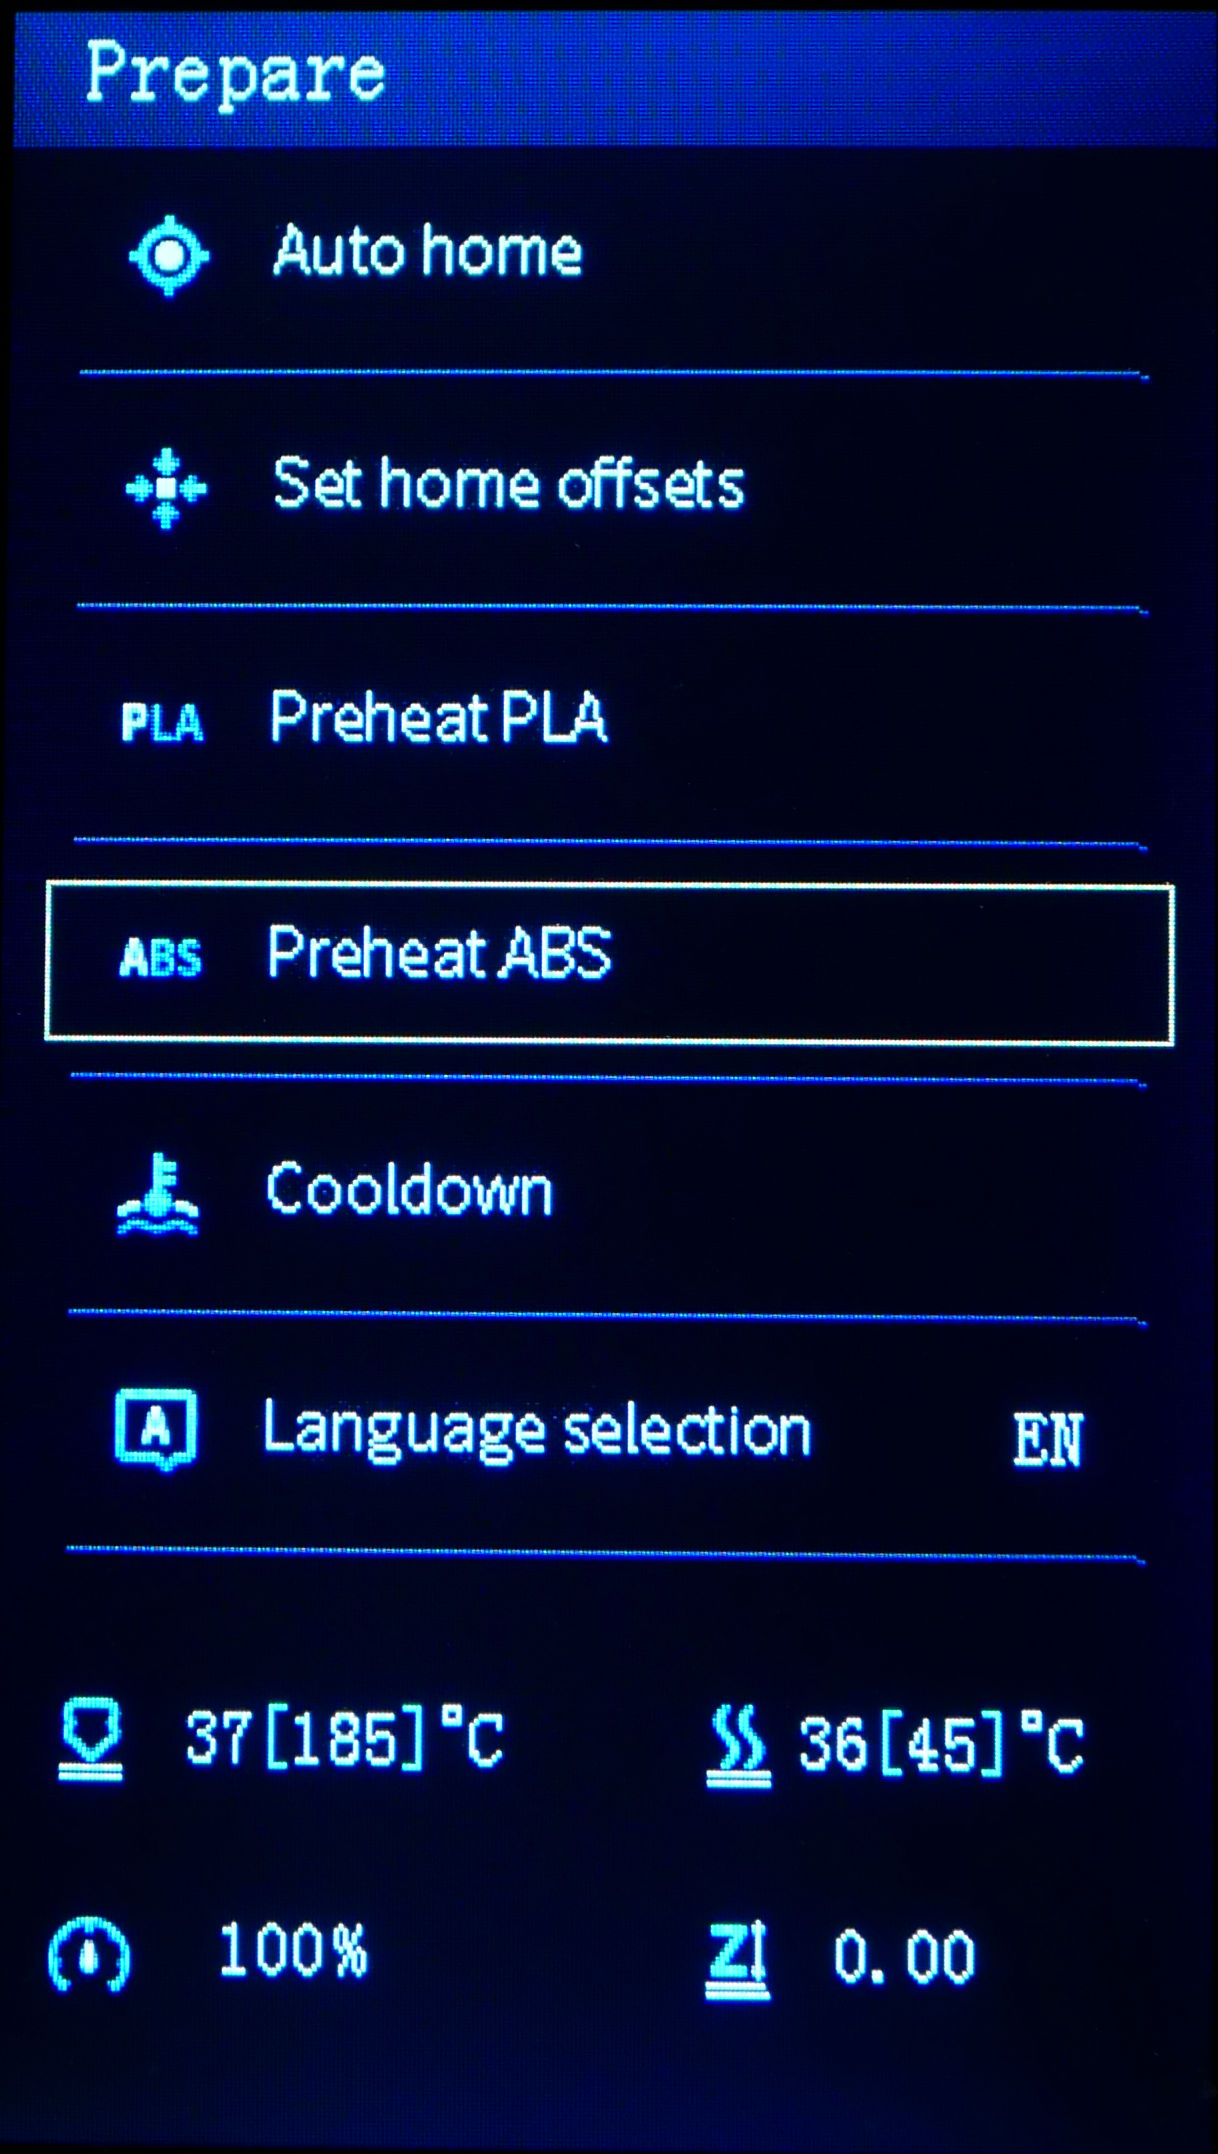 Prepare
Auto home
Set home offsets
PLA Preheat PLA
ABS Preheat ABS
Cooldown
A Language selection EN
37[185]°C 36[45]°C
100% Z 0.00